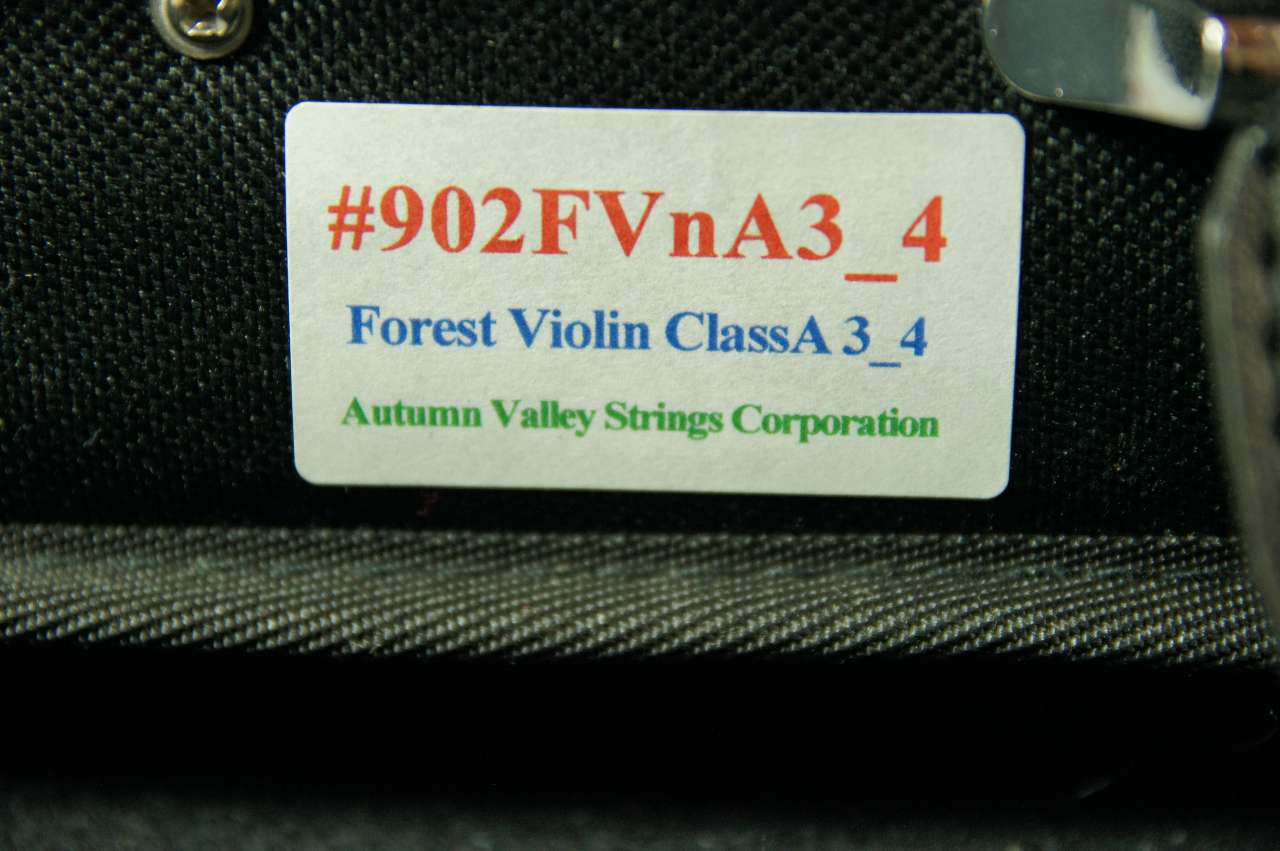 #902FVnA3_4
Forest Violin ClassA 3_4
Autumn Valley Strings Corporation